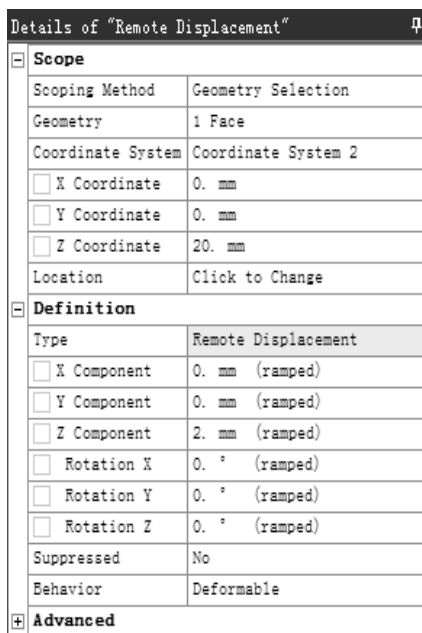 Details of "Remote Displacement"
Scope
Scoping Method Geometry Selection
Geometry 1 Face
Coordinate System Coordinate System 2
X Coordinate 0. mm
Y Coordinate 0. mm
Z Coordinate 20. mm
Location Click to Change
Definition
Type Remote Displacement
X Component 0. mm (ramped)
Y Component 0. mm (ramped)
Z Component 2. mm (ramped)
Rotation X 0. ° (ramped)
Rotation Y 0. ° (ramped)
Rotation Z 0. ° (ramped)
Suppressed No
Behavior Deformable
Advanced